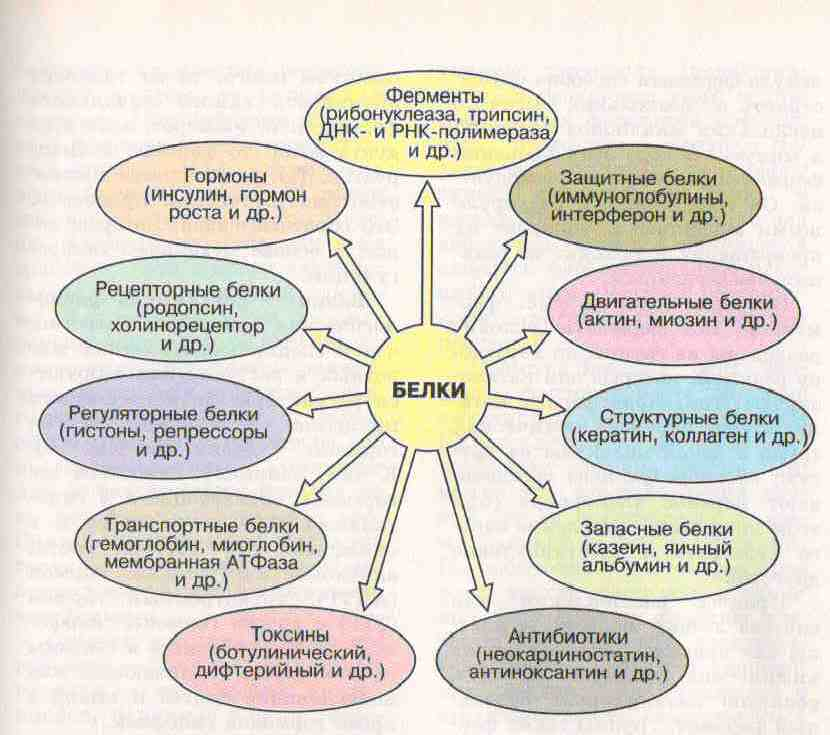 Ферменты
(рибонуклеаза, трипсин,
ДНК- и РНК-полимераза
и др.)
Гормоны
(инсулин, гормон
роста и др.)
Защитные белки
(иммуноглобулины,
интерферон и др.)
Рецепторные белки
(родопсин,
холинорецептор
и др.)
Двигательные белки
(актин, миозин и др.)
БЕЛКИ
Регуляторные белки
(гистоны, репрессоры
и др.)
Структурные белки
(кератин, коллаген и др.)
Транспортные белки
(гемоглобин, миоглобин,
мембранная АТФаза
и др.)
Запасные белки
(казеин, яичный
альбумин и др.)
Токсины
(ботулинический,
дифтерийный и др.)
Антибиотики
(неокарциностатин,
антиноксантин и др.)